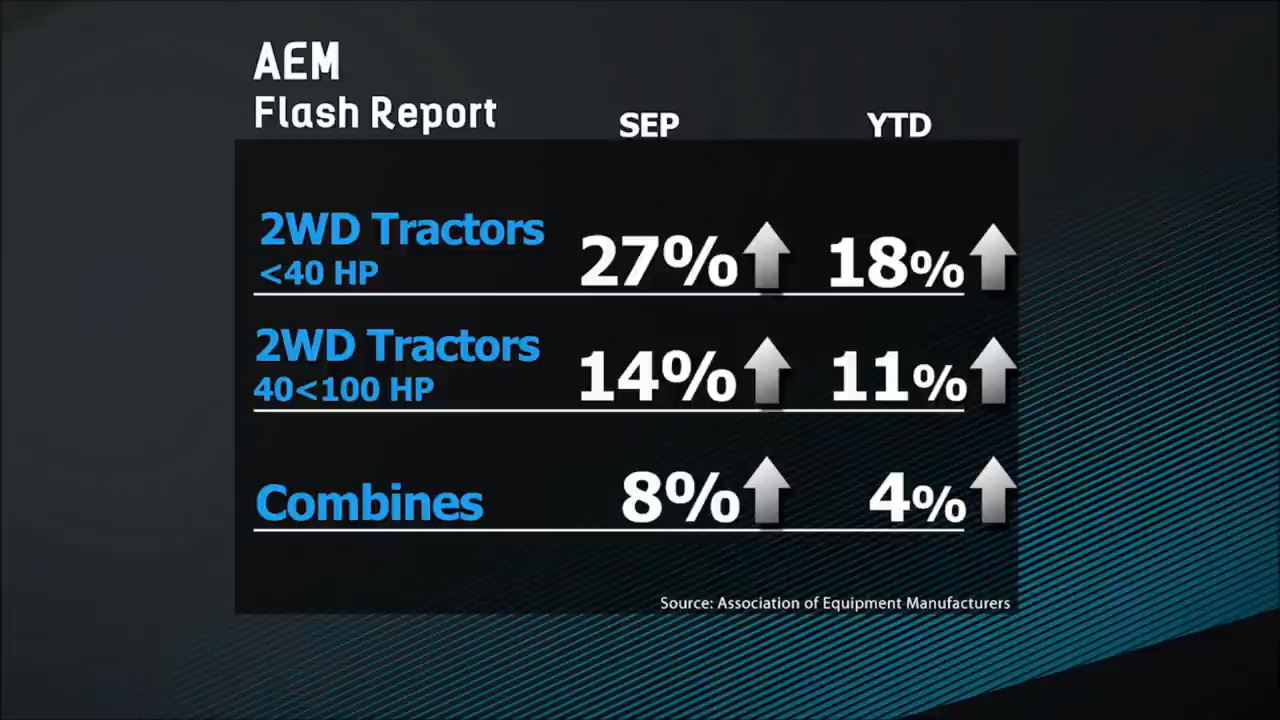 AEM
Flash Report
SEP YTD
2WD Tractors
<40 HP
27% 18%
2WD Tractors
40<100 HP
14% 11%
Combines 8% 4%
Source: Association of Equipment Manufacturers